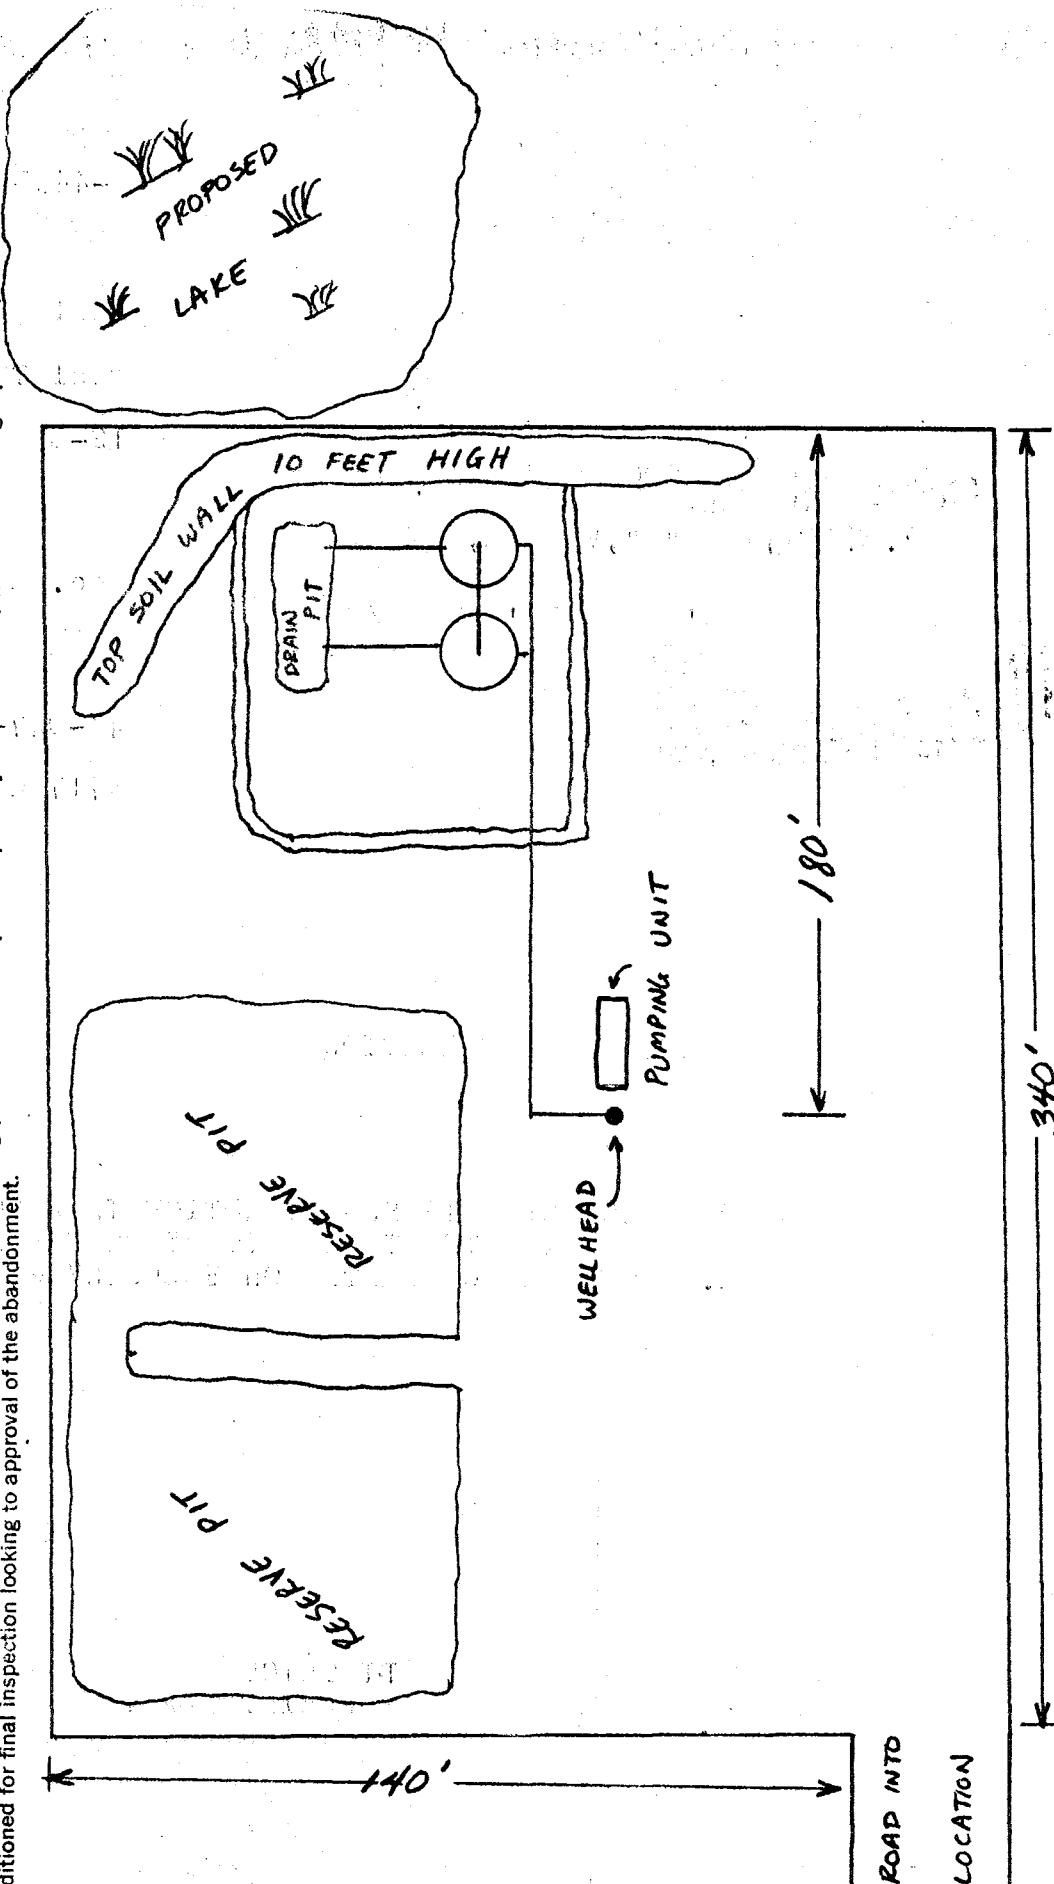 ditioned for final inspection looking to approval of the abandonment.
PROPOSED
LAKE
10 FEET HIGH
TOP SOIL WALL
DRAIN
PIT
180'
PUMPING UNIT
340'
WELLHEAD
RESERVE PIT
RESERVE PIT
140'
ROAD INTO
LOCATION